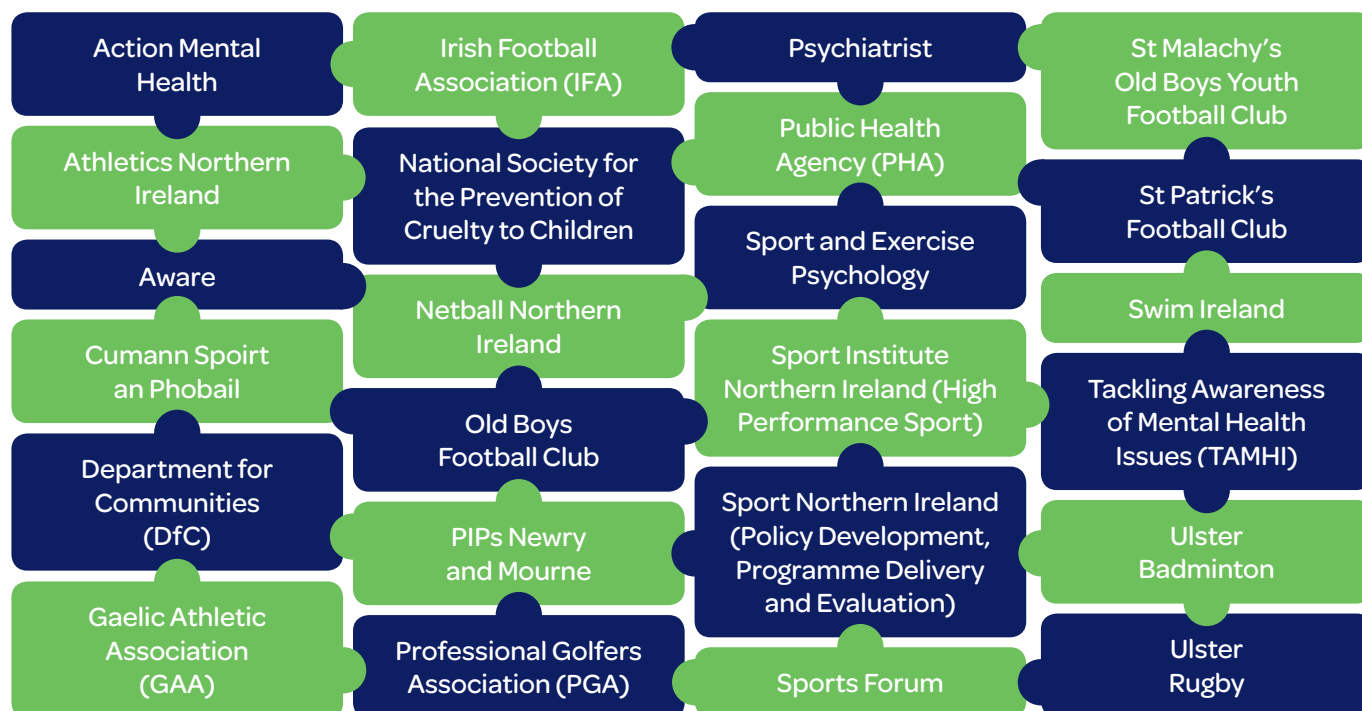 Action Mental
Health
Athletics Northern
Ireland
Aware
Cumann Spoirt
an Phobail
Department for
Communities
(DfC)
Gaelic Athletic
Association
(GAA)
Irish Football
Association (IFA)
National Society for
the Prevention of
Cruelty to Children
Netball Northern
Ireland
Old Boys
Football Club
PIPs Newry
and Mourne
Professional Golfers
Association (PGA)
Psychiatrist
Public Health
Agency (PHA)
Sport and Exercise
Psychology
Sport Institute
Northern Ireland (High
Performance Sport)
Sport Northern Ireland
(Policy Development,
Programme Delivery
and Evaluation)
Sports Forum
St Malachy's
Old Boys Youth
Football Club
St Patrick's
Football Club
Swim Ireland
Tackling Awareness
of Mental Health
Issues (TAMHI)
Ulster
Badminton
Ulster
Rugby